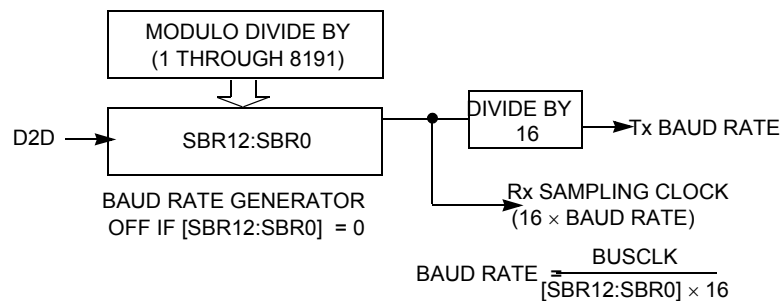 MODULO DIVIDE BY
(1 THROUGH 8191)
D2D
SBR12:SBR0
DIVIDE BY
16
Tx BAUD RATE
BAUD RATE GENERATOR
OFF IF [SBR12:SBR0] = 0
Rx SAMPLING CLOCK
(16 × BAUD RATE)
BAUD RATE =
BUSCLK
[SBR12:SBR0] × 16